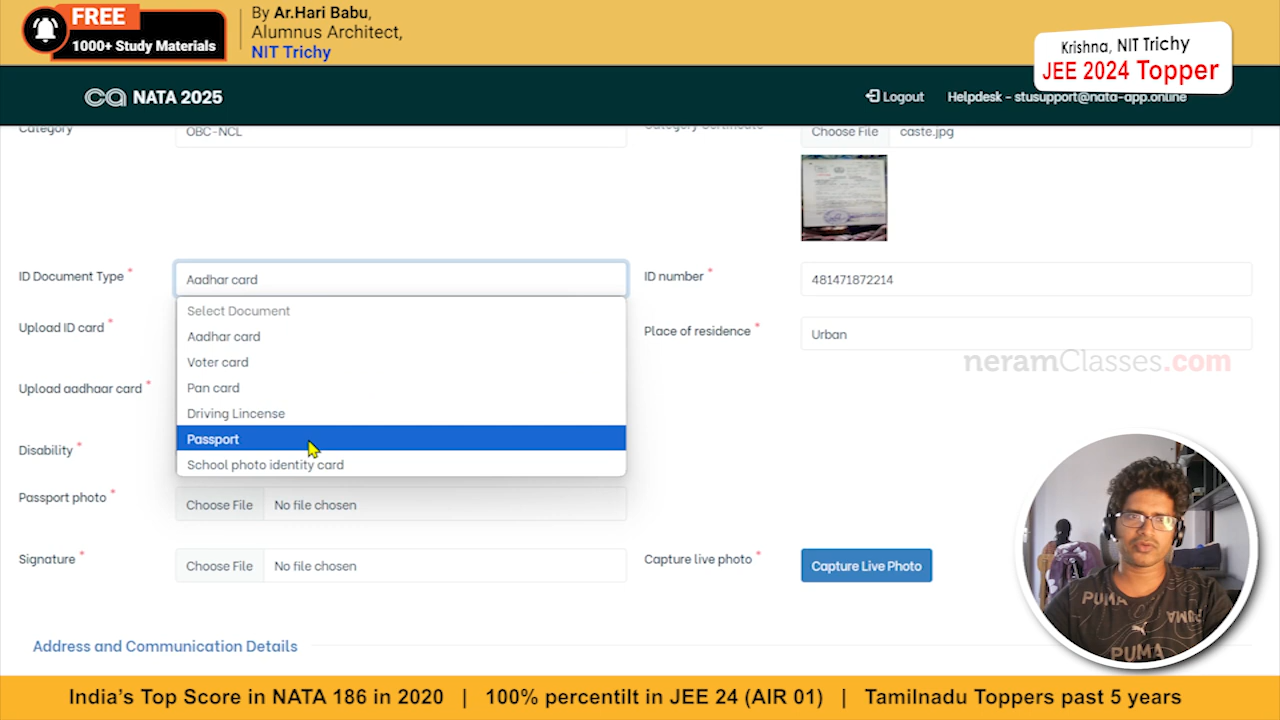 FREE
1000+ Study Materials
By Ar.Hari Babu,
Alumnus Architect,
NIT Trichy
Krishna, NIT Trichy
JEE 2024 Topper
ca NATA 2025
Logout
Helpdesk - stusupport@nata-app.online
Category
OBC-NCL
Category Certificate
Choose File caste.jpg
ID Document Type *
Aadhar card
ID number *
481471872214
Select Document
Aadhar card
Voter card
Pan card
Driving Lincense
Passport
School photo identity card
Upload ID card *
Place of residence *
Urban
neramClasses.com
Upload aadhaar card *
Disability *
Passport photo *
Choose File No file chosen
Signature *
Choose File No file chosen
Capture live photo *
Capture Live Photo
PUMA
PUMA
PUMA
Address and Communication Details
India's Top Score in NATA 186 in 2020 | 100% percentilt in JEE 24 (AIR 01) | Tamilnadu Toppers past 5 years